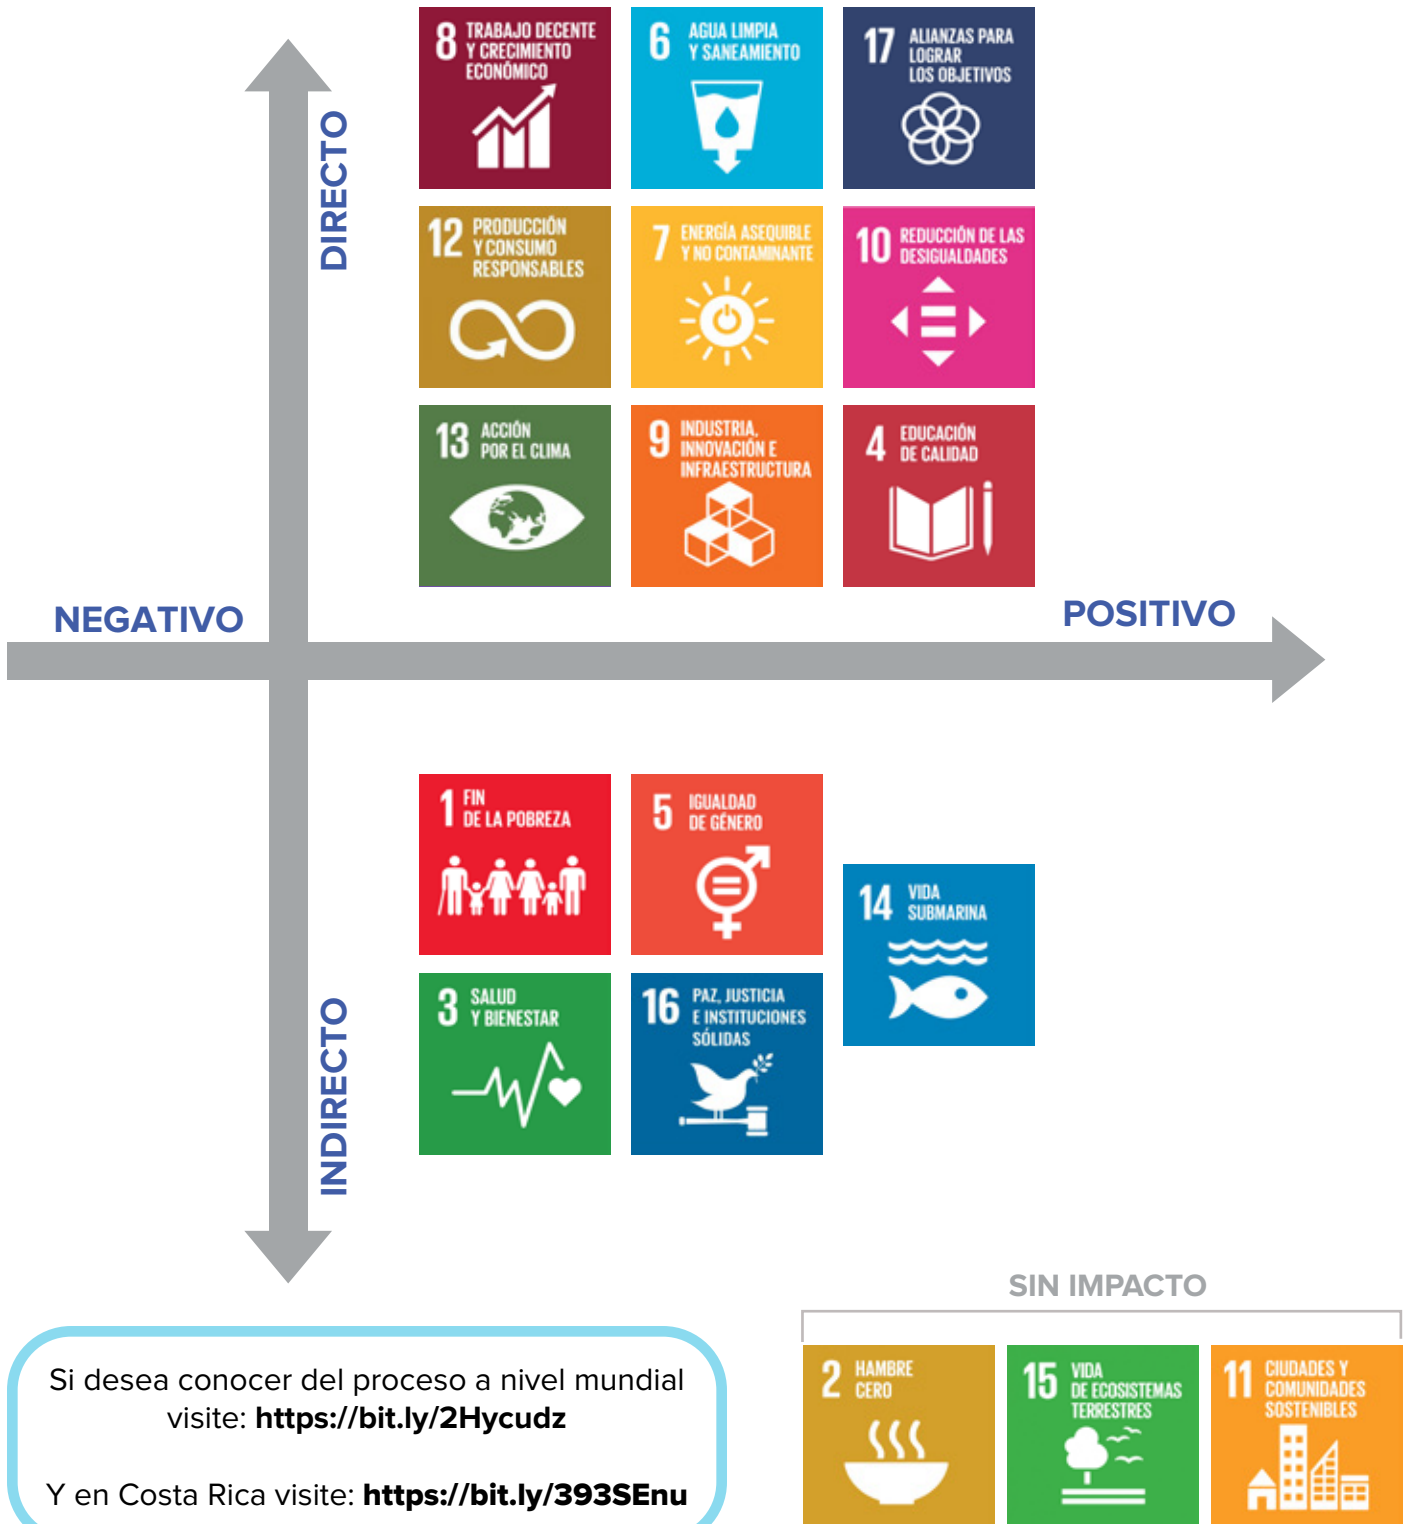 8 TRABAJO DECENTE
Y CRECIMIENTO
ECONÓMICO
6 AGUA LIMPIA
Y SANEAMIENTO
17 ALIANZAS PARA
LOGRAR
LOS OBJETIVOS
DIRECTO
12 PRODUCCIÓN
Y CONSUMO
RESPONSABLES
7 ENERGÍA ASEQUIBLE
Y NO CONTAMINANTE
10 REDUCCIÓN DE LAS
DESIGUALDADES
13 ACCIÓN
POR EL CLIMA
9 INDUSTRIA,
INNOVACIÓN E
INFRAESTRUCTURA
4 EDUCACIÓN
DE CALIDAD
NEGATIVO
POSITIVO
1 FIN
DE LA POBREZA
5 IGUALDAD
DE GÉNERO
14 VIDA
SUBMARINA
3 SALUD
Y BIENESTAR
16 PAZ, JUSTICIA
E INSTITUCIONES
SÓLIDAS
INDIRECTO
SIN IMPACTO
2 HAMBRE
CERO
15 VIDA
DE ECOSISTEMAS
TERRESTRES
11 CIUDADES Y
COMUNIDADES
SOSTENIBLES
Si desea conocer del proceso a nivel mundial
visite: https://bit.ly/2Hycudz
Y en Costa Rica visite: https://bit.ly/393SEnu